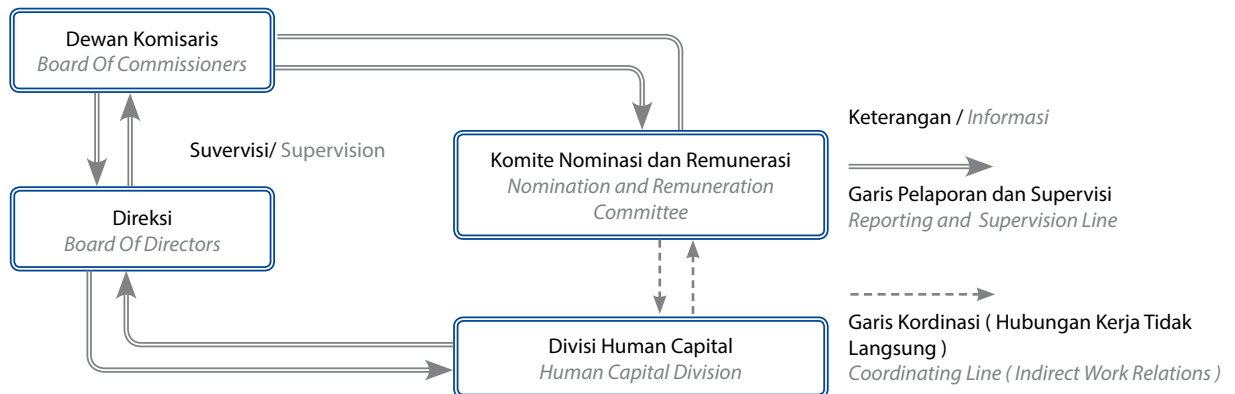 Dewan Komisaris
Board Of Commissioners
Suvervisi/ Supervision
Direksi
Board Of Directors
Komite Nominasi dan Remunerasi
Nomination and Remuneration
Committee
Divisi Human Capital
Human Capital Division
Keterangan / Informasi
Garis Pelaporan dan Supervisi
Reporting and Supervision Line
Garis Kordinasi ( Hubungan Kerja Tidak
Langsung )
Coordinating Line ( Indirect Work Relations )